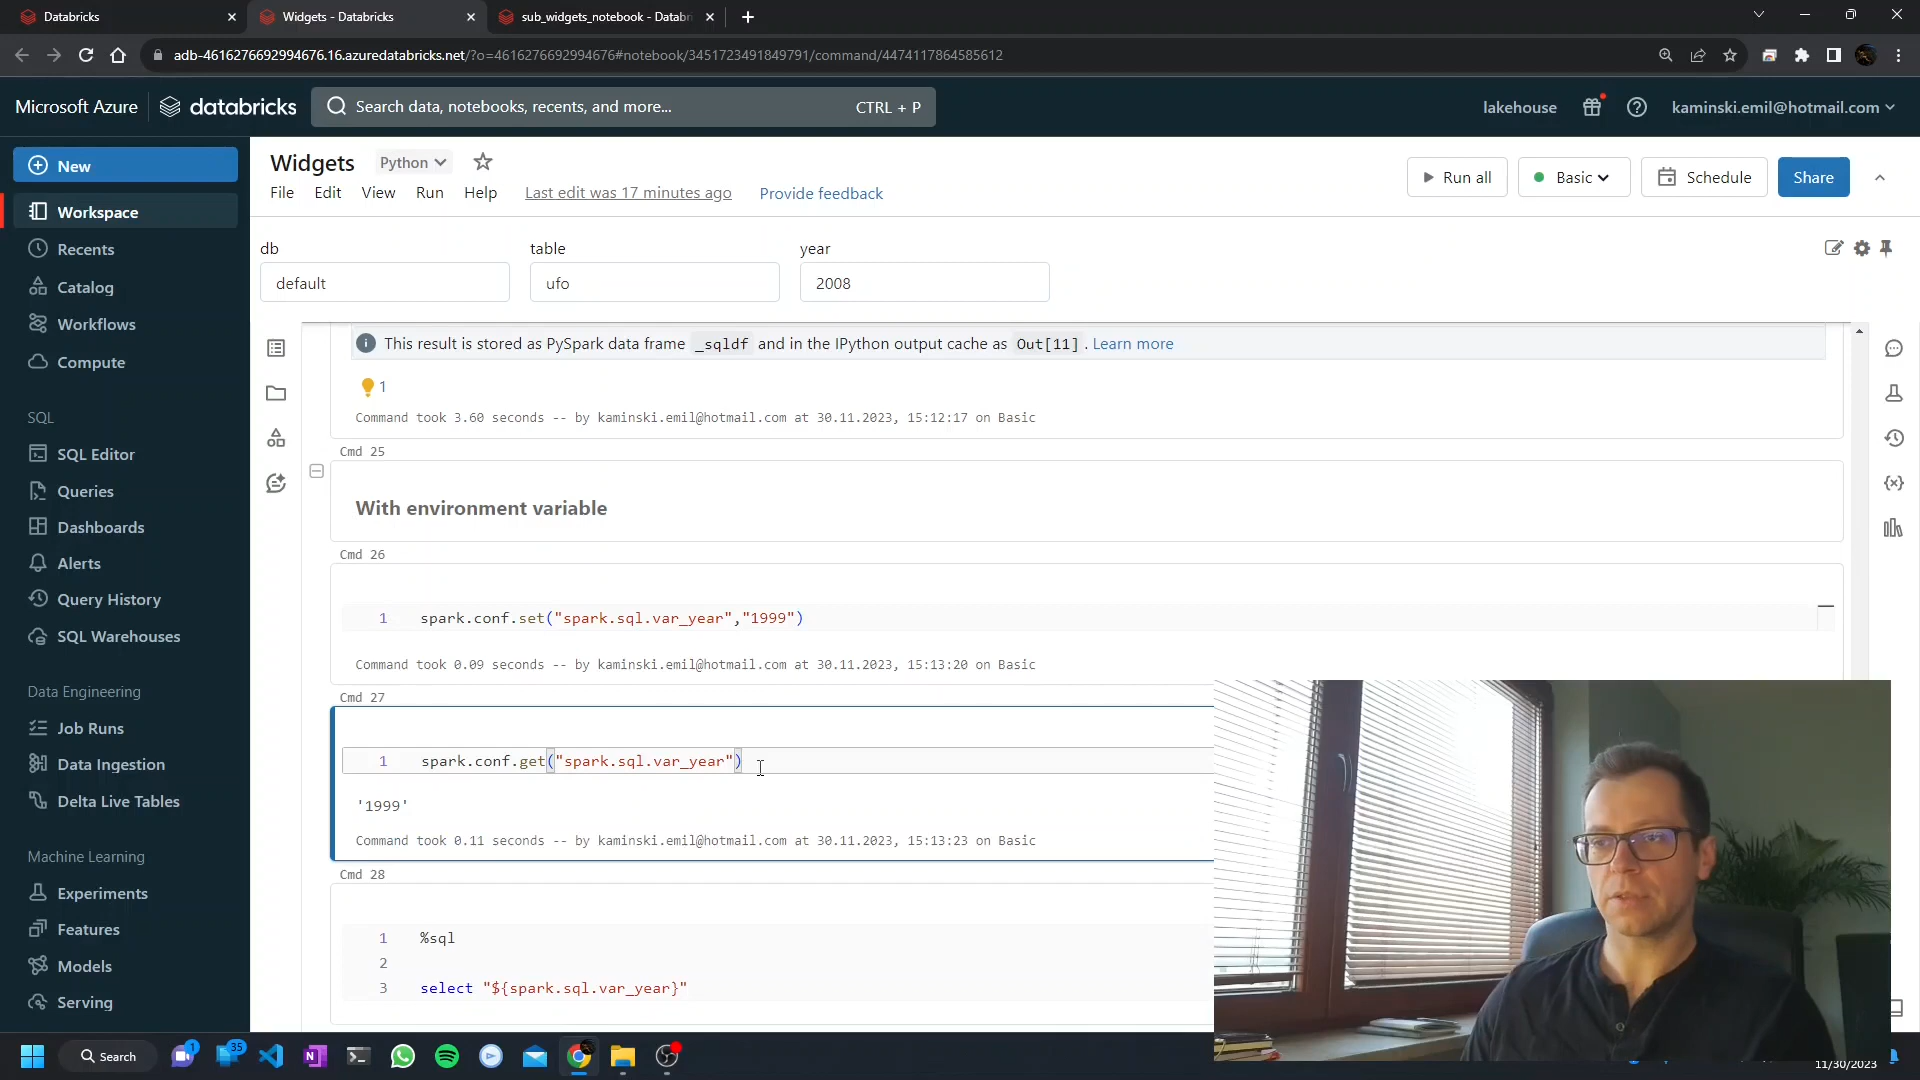 Databricks
Widgets - Databricks
sub_widgets_notebook - Datab
adb-4616276692994676.16.azuredatabricks.net/?o=4616276692994676#notebook/3451723491849791/command/4474117864585612
Microsoft Azure
databricks
Search data, notebooks, recents, and more...
CTRL + P
lakehouse
kaminski.emil@hotmail.com
New
Workspace
Recents
Catalog
Workflows
Compute
SQL
SQL Editor
Queries
Dashboards
Alerts
Query History
SQL Warehouses
Data Engineering
Job Runs
Data Ingestion
Delta Live Tables
Machine Learning
Experiments
Features
Models
Serving
Widgets
Python
File Edit View Run Help Last edit was 17 minutes ago Provide feedback
Run all
Basic
Schedule
Share
db table year
default ufo 2008
This result is stored as PySpark data frame _sqldf and in the IPython output cache as Out[11] . Learn more
1
Command took 3.60 seconds -- by kaminski.emil@hotmail.com at 30.11.2023, 15:12:17 on Basic
Cmd 25
With environment variable
Cmd 26
1 spark.conf.set("spark.sql.var_year","1999")
Command took 0.09 seconds -- by kaminski.emil@hotmail.com at 30.11.2023, 15:13:20 on Basic
Cmd 27
1 spark.conf.get("spark.sql.var_year")
'1999'
Command took 0.11 seconds -- by kaminski.emil@hotmail.com at 30.11.2023, 15:13:23 on Basic
Cmd 28
1 %sql
2
3 select "${spark.sql.var_year}"
Search
1
35
11/30/2023